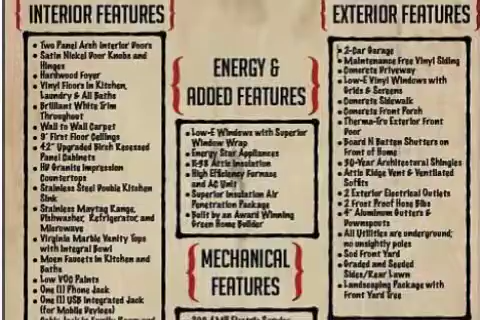 INTERIOR FEATURES
• Two Panel Arch Interior Doors
• Satin Nickel Door Knobs and
Hinges
• Hardwood Foyer
• Vinyl Floors in Kitchen,
Laundry & All Baths
• Brilliant White Trim
Throughout
• Wall to Wall Carpet
• 9' First Floor Ceilings
• 42" Upgraded Birch Recessed
Panel Cabinets
• HD Granite Impression
Countertops
• Stainless Steel Double Kitchen
Sink
• Stainless Maytag Range,
Dishwasher, Refrigerator, and
Microwave
• Virginia Marble Vanity Tops
with Integral Bowl
• Moen Faucets in Kitchen and
Baths
• Low VOC Paints
• One (1) Phone Jack
• One (1) USB Integrated Jack
(for Mobile Devices)
ENERGY &
ADDED FEATURES
• Low-E Windows with Superior
Window Wrap
• Energy Star Appliances
• Attic Insulation
• High Efficiency Furnace
and AC Unit
• Superior Insulation Air
Penetration Package
• Built by an Award Winning
Green Home Builder
MECHANICAL
FEATURES
EXTERIOR FEATURES
• 2-Car Garage
• Maintenance Free Vinyl Siding
• Concrete Driveway
• Low-E Vinyl Windows with
Grids & Screens
• Concrete Sidewalk
• Concrete Front Porch
• Therma-Tru Exterior Front
Door
• Board N Batten Shutters on
Front of Home
• 30-Year Architectural Shingles
• Attic Ridge Vent & Ventilated
Soffits
• 2 Exterior Electrical Outlets
• 2 Frost Proof Hose Bibs
• 4" Aluminum Gutters &
Downspouts
• All Utilities are underground;
no unsightly poles
• Sod Front Yard
• Graded and Seeded
Sides/Rear Lawn
• Landscaping Package with
Front Yard Tree